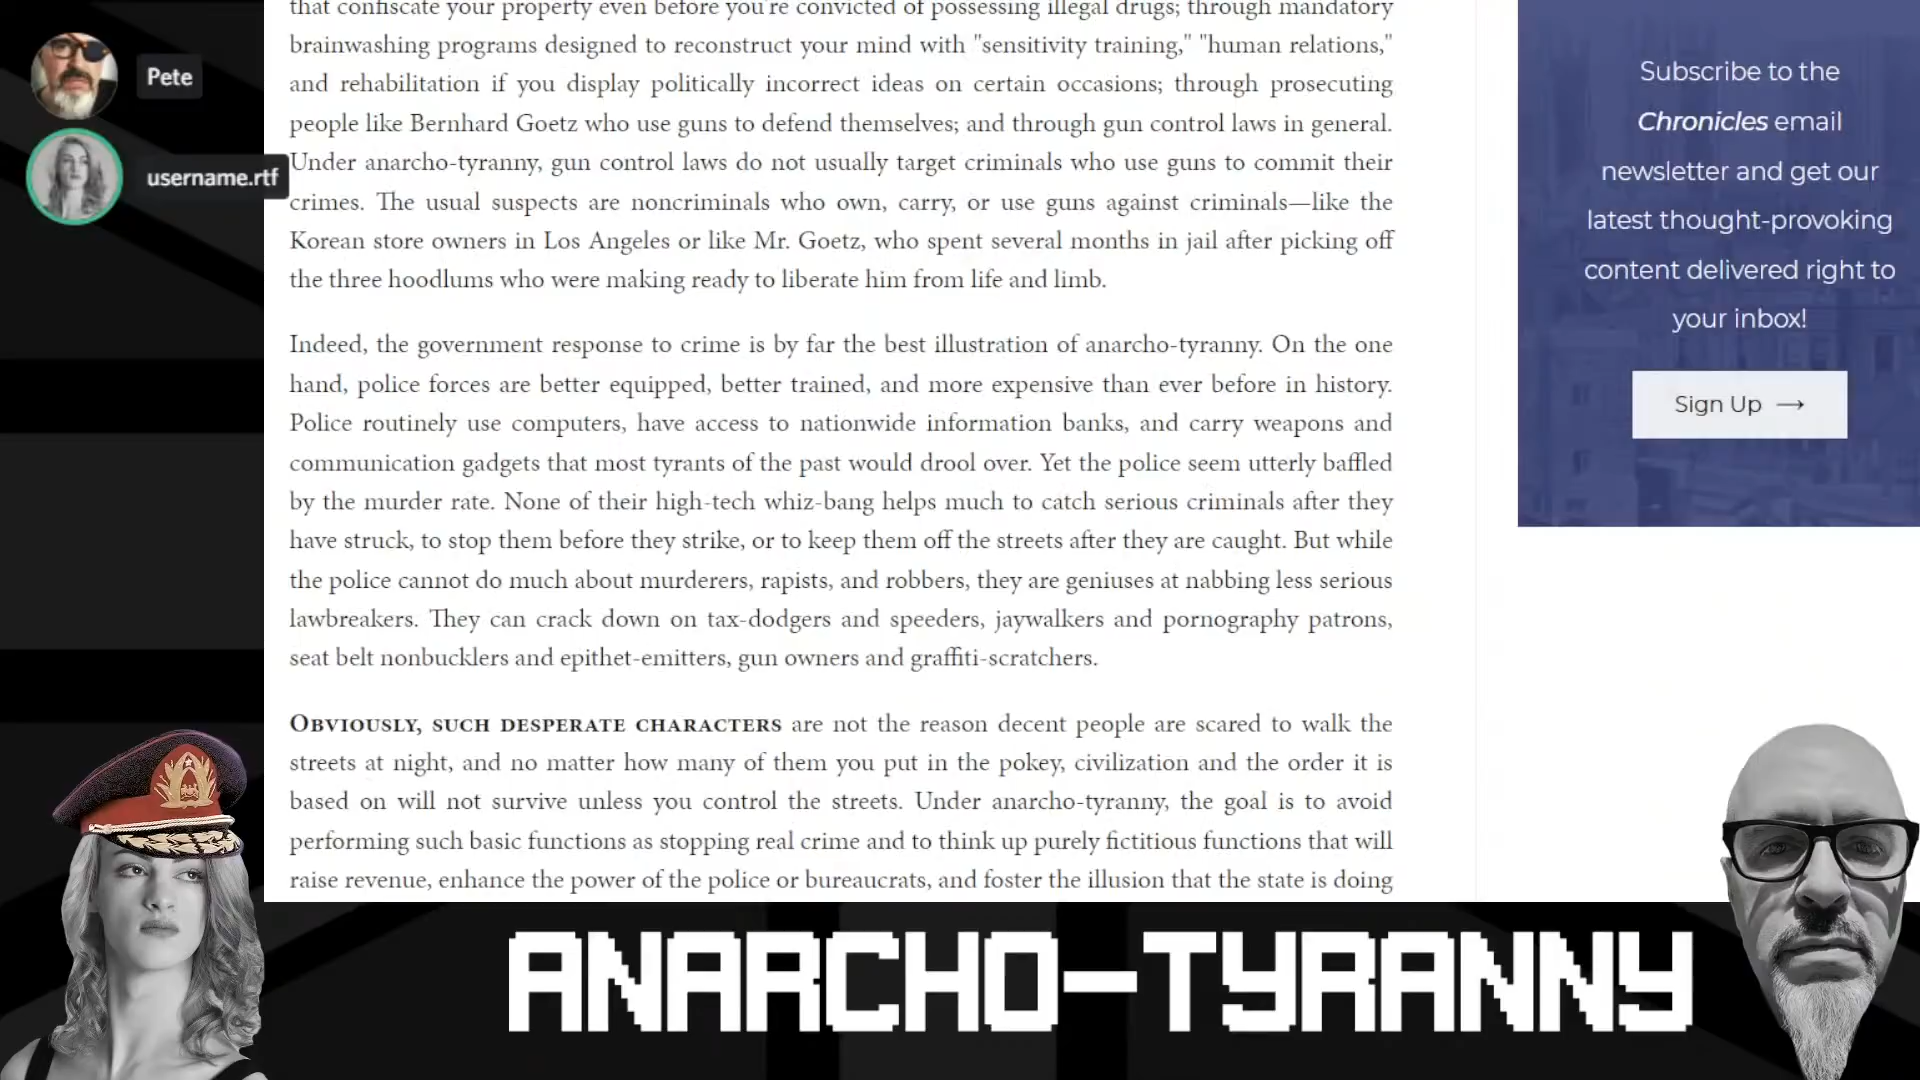 that confiscate your property even before you're convicted of possessing illegal drugs; through mandatory
brainwashing programs designed to reconstruct your mind with "sensitivity training," "human relations,"
and rehabilitation if you display politically incorrect ideas on certain occasions; through prosecuting
people like Bernhard Goetz who use guns to defend themselves; and through gun control laws in general.
Under anarcho-tyranny, gun control laws do not usually target criminals who use guns to commit their
crimes. The usual suspects are noncriminals who own, carry, or use guns against criminals—like the
Korean store owners in Los Angeles or like Mr. Goetz, who spent several months in jail after picking off
the three hoodlums who were making ready to liberate him from life and limb.
Indeed, the government response to crime is by far the best illustration of anarcho-tyranny. On the one
hand, police forces are better equipped, better trained, and more expensive than ever before in history.
Police routinely use computers, have access to nationwide information banks, and carry weapons and
communication gadgets that most tyrants of the past would drool over. Yet the police seem utterly baffled
by the murder rate. None of their high-tech whiz-bang helps much to catch serious criminals after they
have struck, to stop them before they strike, or to keep them off the streets after they are caught. But while
the police cannot do much about murderers, rapists, and robbers, they are geniuses at nabbing less serious
lawbreakers. They can crack down on tax-dodgers and speeders, jaywalkers and pornography patrons,
seat belt nonbucklers and epithet-emitters, gun owners and graffiti-scratchers.
OBVIOUSLY, SUCH DESPERATE CHARACTERS are not the reason decent people are scared to walk the
streets at night, and no matter how many of them you put in the pokey, civilization and the order it is
based on will not survive unless you control the streets. Under anarcho-tyranny, the goal is to avoid
performing such basic functions as stopping real crime and to think up purely fictitious functions that will
raise revenue, enhance the power of the police or bureaucrats, and foster the illusion that the state is doing
Pete
username.rtf
Subscribe to the
Chronicles email
newsletter and get our
latest thought-provoking
content delivered right to
your inbox!
Sign Up →
ANARCHO-TYRANNY